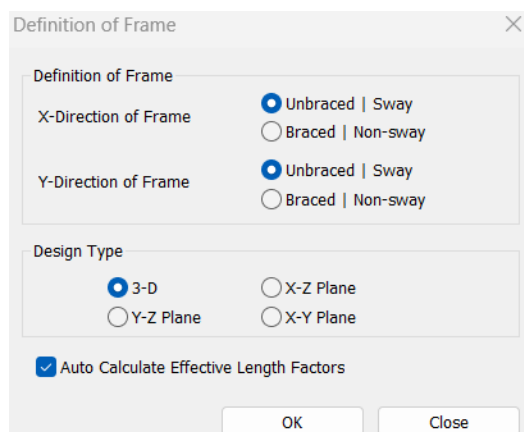 Definition of Frame
Definition of Frame
X-Direction of Frame
Unbraced | Sway
Braced | Non-sway
Y-Direction of Frame
Unbraced | Sway
Braced | Non-sway
Design Type
3-D
X-Z Plane
Y-Z Plane
X-Y Plane
Auto Calculate Effective Length Factors
OK
Close